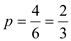 p = 4/6 = 2/3